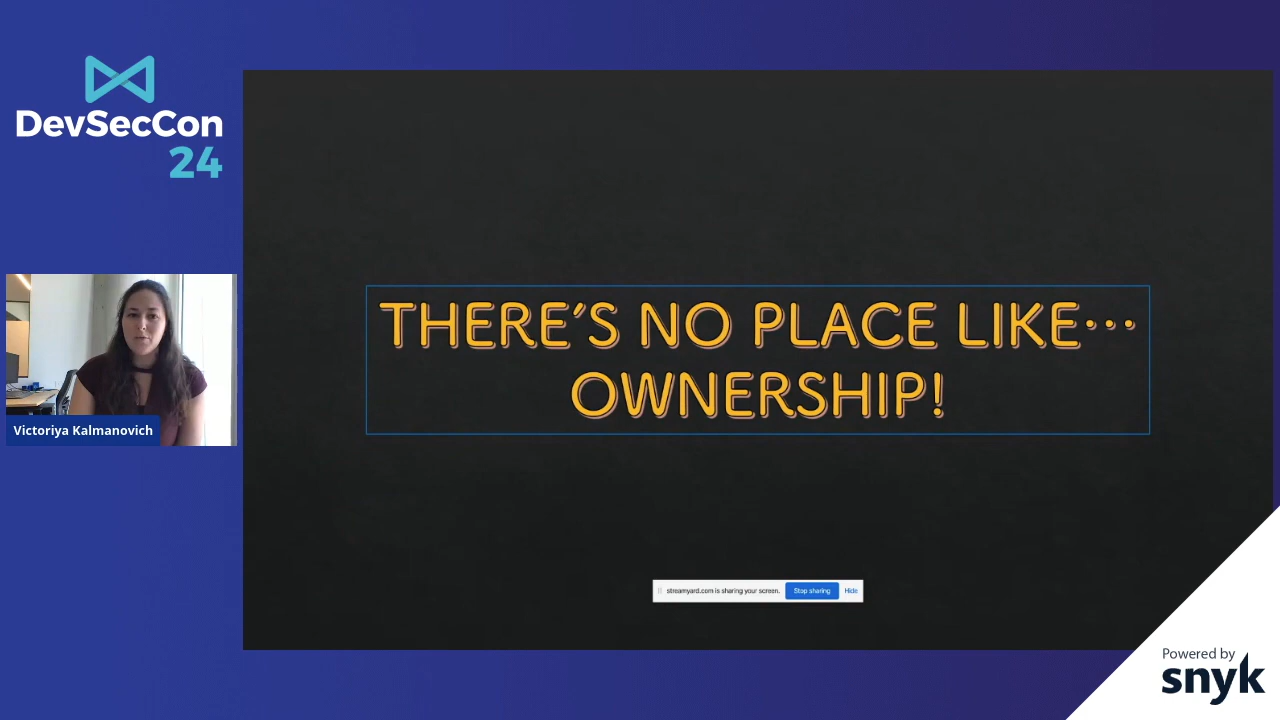 DevSecCon
24
Victoriya Kalmanovich
THERE'S NO PLACE LIKE...
OWNERSHIP!
streamyard.com is sharing your screen. Stop sharing Hide
Powered by
snyk